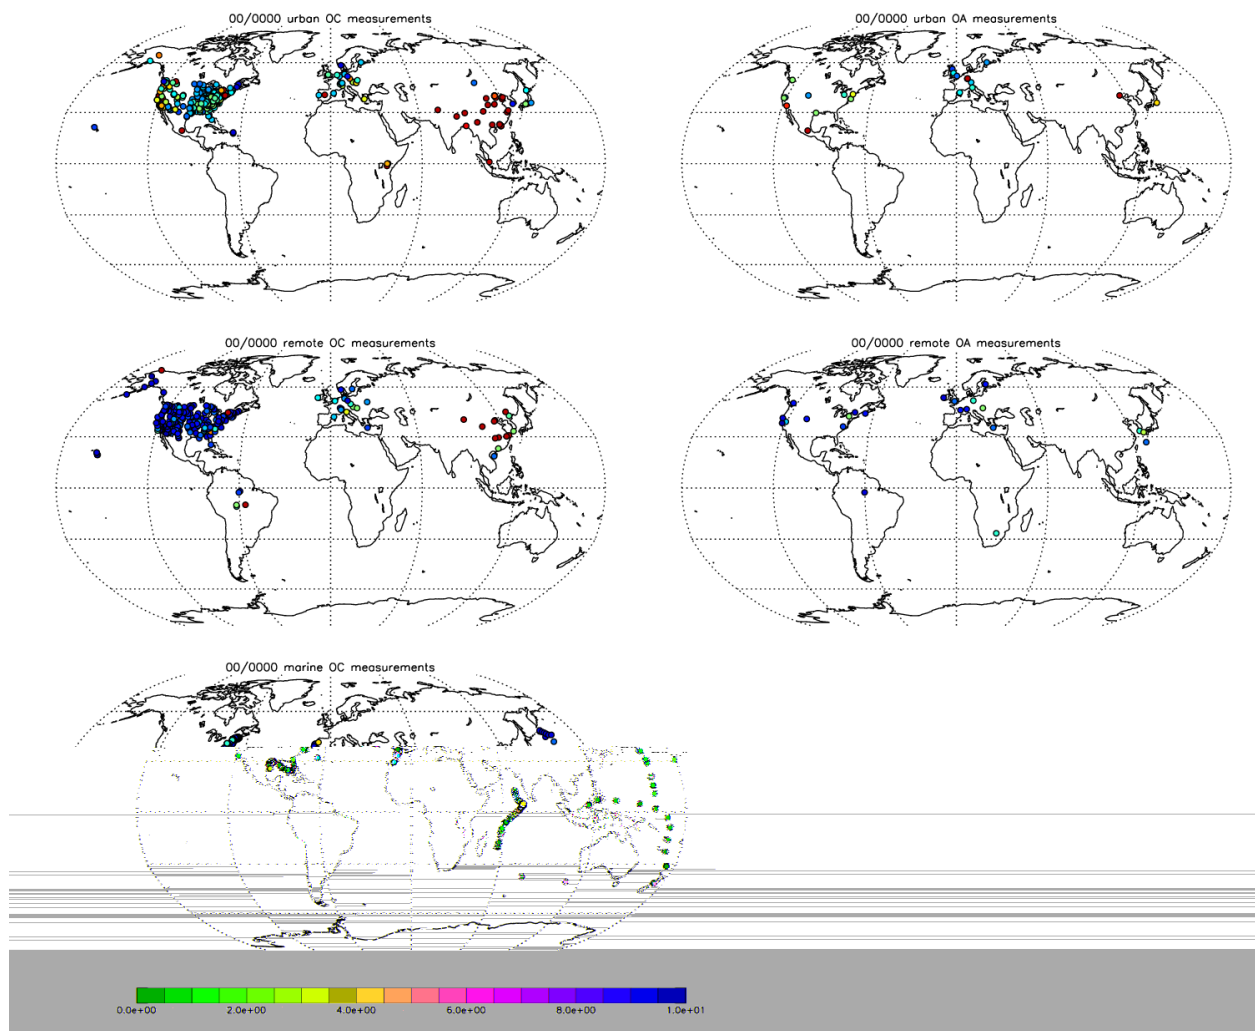 00/0000 urban OC measurements
00/0000 urban OA measurements
00/0000 remote OC measurements
00/0000 remote OA measurements
00/0000 marine OC measurements
0.0e+00 2.0e+00 4.0e+00 6.0e+00 8.0e+00 1.0e+01